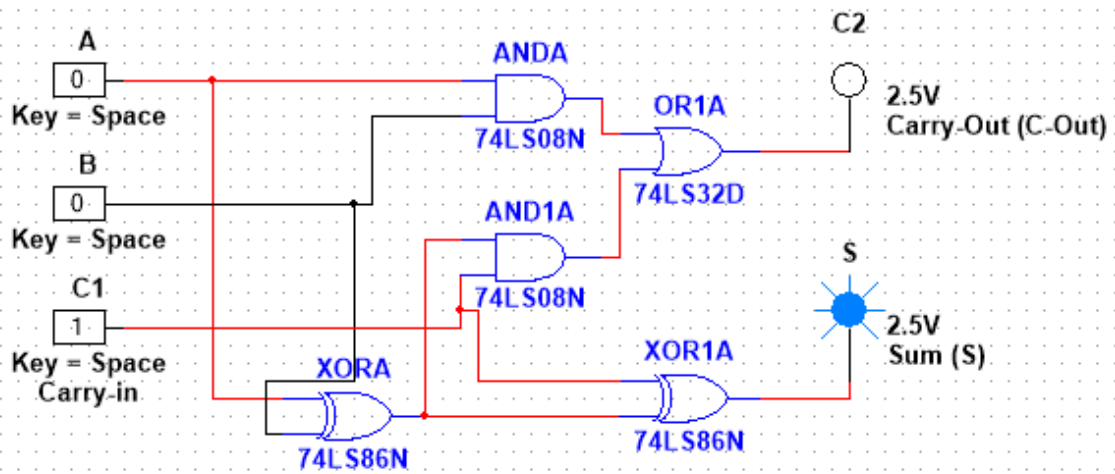 A
0
Key = Space
B
0
Key = Space
C1
1
Key = Space
Carry-in
ANDA
74LS08N
AND1A
74LS08N
XORA
74LS86N
OR1A
74LS32D
XOR1A
74LS86N
C2
2.5V
Carry-Out (C-Out)
S
2.5V
Sum (S)